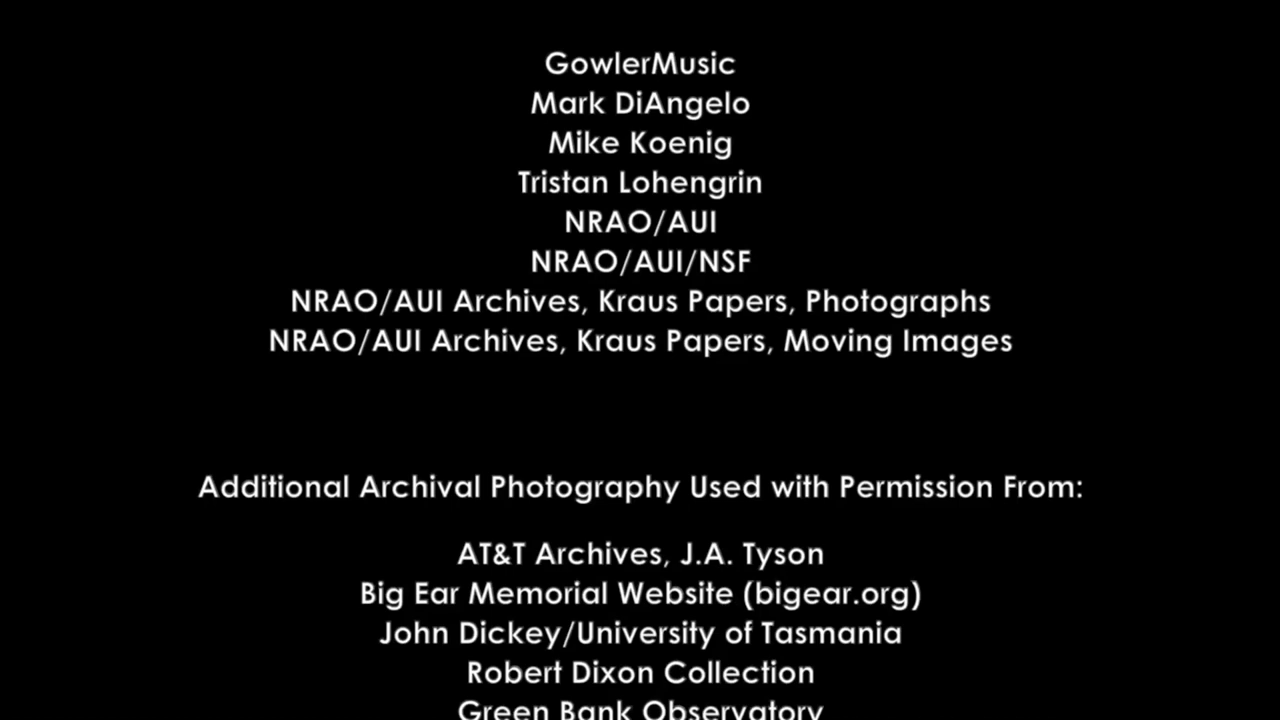 GowlerMusic
Mark DiAngelo
Mike Koenig
Tristan Lohengrin
NRAO/AUI
NRAO/AUI/NSF
NRAO/AUI Archives, Kraus Papers, Photographs
NRAO/AUI Archives, Kraus Papers, Moving Images
Additional Archival Photography Used with Permission From:
AT&T Archives, J.A. Tyson
Big Ear Memorial Website (bigear.org)
John Dickey/University of Tasmania
Robert Dixon Collection
Green Bank Observatory